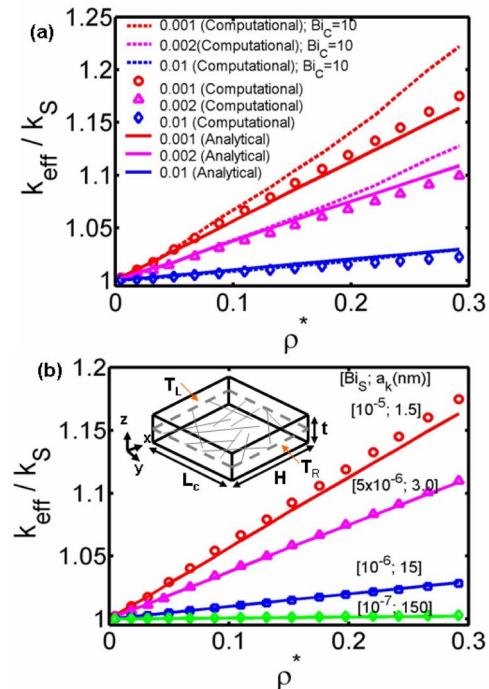 (a)
1.25
1.2
1.15
1.1
1.05
1
k_eff / k_S
0.001 (Computational); Bi_C=10
0.002(Computational); Bi_C=10
0.01 (Computational); Bi_C=10
0.001 (Computational)
0.002 (Computational)
0.01 (Computational)
0.001 (Analytical)
0.002 (Analytical)
0.01 (Analytical)
0 0.1 0.2 0.3
ρ*
(b)
1.2
1.15
1.1
1.05
1
k_eff / k_S
T_L
z
x
y
L_c
H
t
T_R
[Bi_S; a_k(nm)]
[10^-5; 1.5]
[5x10^-6; 3.0]
[10^-6; 15]
[10^-7; 150]
0 0.1 0.2 0.3
ρ*